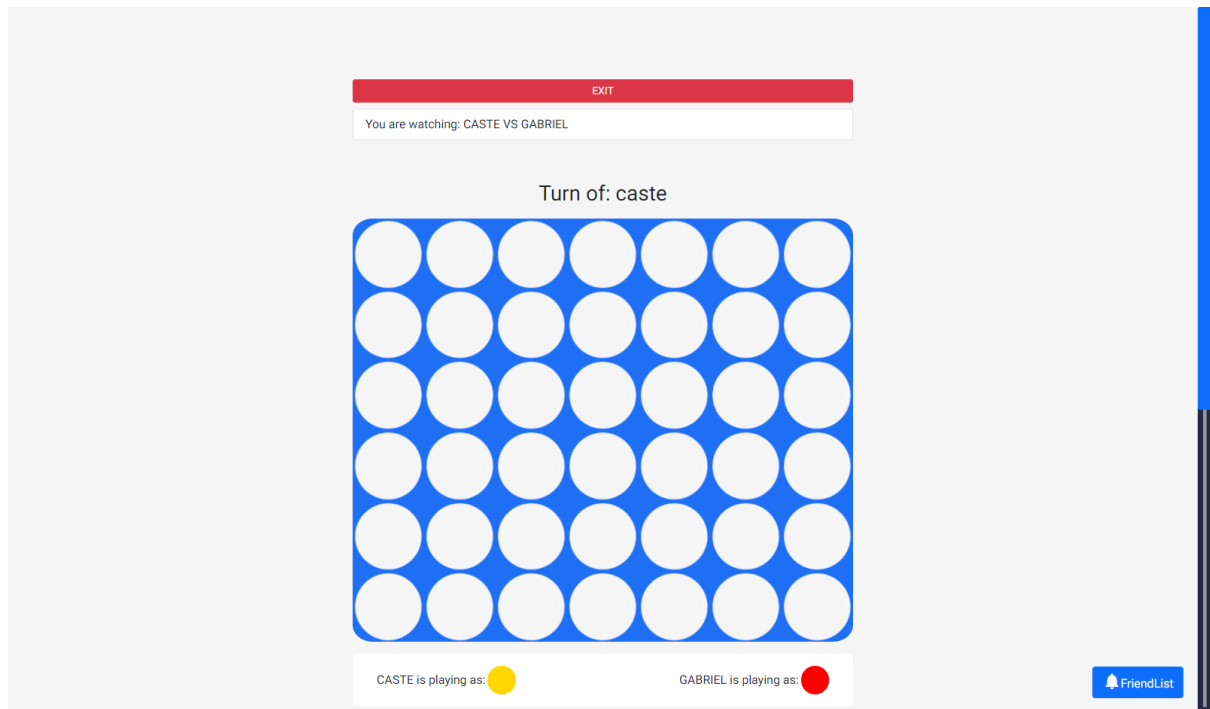 EXIT
You are watching: CASTE VS GABRIEL
Turn of: caste
CASTE is playing as:
GABRIEL is playing as:
FriendList